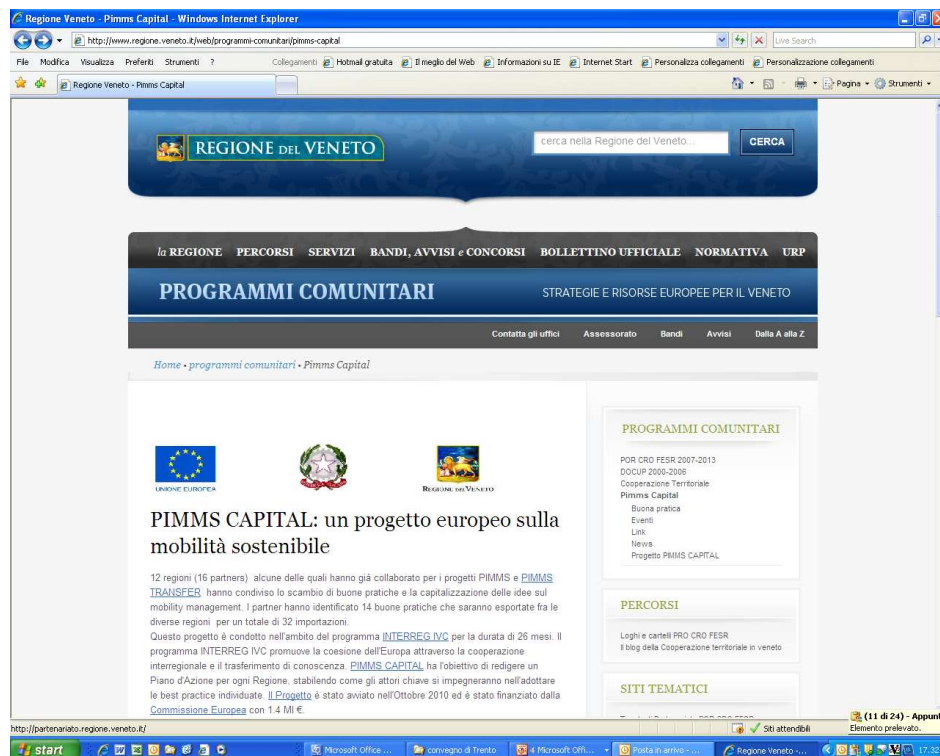 Regione Veneto - Pimms Capital - Windows Internet Explorer
http://www.regione.veneto.it/web/programmi-comunitari/pimms-capital
Live Search
File Modifica Visualizza Preferiti Strumenti ?
Collegamenti Hotmail gratuita Il meglio del Web Informazioni su IE Internet Start Personalizza collegamenti Personalizzazione collegamenti
Regione Veneto - Pimms Capital
Pagina Strumenti
REGIONE DEL VENETO
cerca nella Regione del Veneto...
CERCA
la REGIONE PERCORSI SERVIZI BANDI, AVVISI e CONCORSI BOLLETTINO UFFICIALE NORMATIVA URP
PROGRAMMI COMUNITARI
STRATEGIE E RISORSE EUROPEE PER IL VENETO
Contatta gli uffici Assessorato Bandi Avvisi Dalla A alla Z
Home • programmi comunitari • Pimms Capital
UNIONE EUROPEA
REGIONE DEL VENETO
PIMMS CAPITAL: un progetto europeo sulla
mobilità sostenibile
12 regioni (16 partners) alcune delle quali hanno già collaborato per i progetti PIMMS e PIMMS
TRANSFER hanno condiviso lo scambio di buone pratiche e la capitalizzazione delle idee sul
mobility management. I partner hanno identificato 14 buone pratiche che saranno esportate fra le
diverse regioni per un totale di 32 importazioni.
Questo progetto è condotto nell'ambito del programma INTERREG IVC per la durata di 26 mesi. Il
programma INTERREG IVC promuove la coesione dell'Europa attraverso la cooperazione
interregionale e il trasferimento di conoscenza. PIMMS CAPITAL ha l'obiettivo di redigere un
Piano d'Azione per ogni Regione, stabilendo come gli attori chiave si impegneranno nell'adottare
le best practice individuate. Il Progetto è stato avviato nell'Ottobre 2010 ed è stato finanziato dalla
Commissione Europea con 1.4 Ml €.
PROGRAMMI COMUNITARI
POR CRO FESR 2007-2013
DOCUP 2000-2006
Cooperazione Territoriale
Pimms Capital
Buona pratica
Eventi
Link
News
Progetto PIMMS CAPITAL
PERCORSI
Loghi e cartelli PRO CRO FESR
Il blog della Cooperazione territoriale in veneto
SITI TEMATICI
(11 di 24) - Appunt
Elemento prelevato.
http://partenariato.regione.veneto.it/
Siti attendibili
start
Microsoft Office ...
convegno di Trento
4 Microsoft Offi...
Posta in arrivo - ...
Regione Veneto - ...
17.32